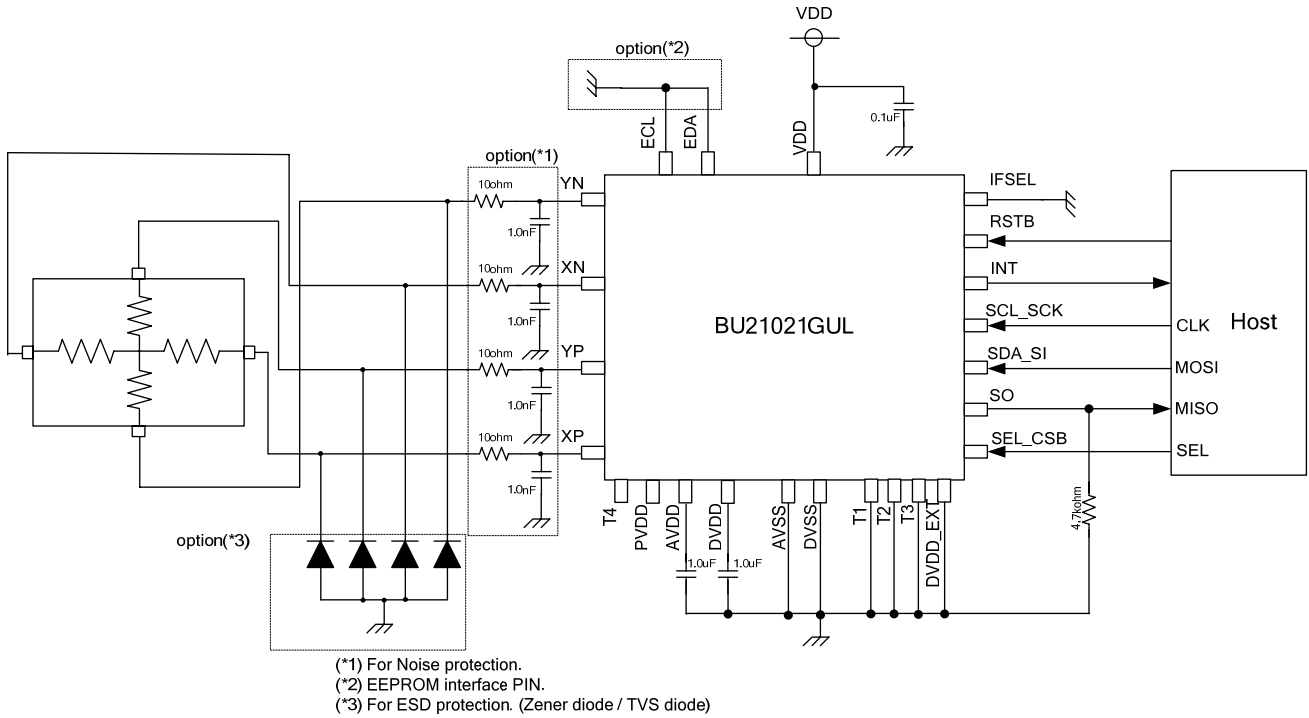 VDD
option(*2)
0.1uF
ECL
EDA
VDD
option(*1)
10ohm
YN
1.0nF
10ohm
XN
1.0nF
10ohm
YP
1.0nF
10ohm
XP
1.0nF
BU21021GUL
IFSEL
RSTB
INT
SCL_SCK
CLK
Host
SDA_SI
MOSI
SO
MISO
SEL_CSB
SEL
4.7kohm
T4
PVDD
AVDD
DVDD
AVSS
DVSS
T1
T2
T3
DVDD_EXT
1.0uF
1.0uF
option(*3)
(*1) For Noise protection.
(*2) EEPROM interface PIN.
(*3) For ESD protection. (Zener diode / TVS diode)